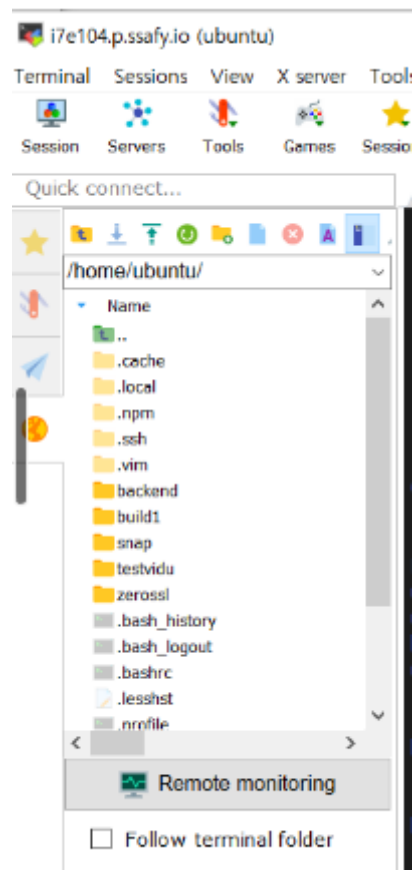 i7e104.p.ssafy.io (ubuntu)
Terminal Sessions View X server Tools
Session Servers Tools Games Session
Quick connect...
/home/ubuntu/
Name
..
.cache
.local
.npm
.ssh
.vim
backend
build1
snap
testvidu
zerossl
.bash_history
.bash_logout
.bashrc
.lesshst
.profile
Remote monitoring
Follow terminal folder